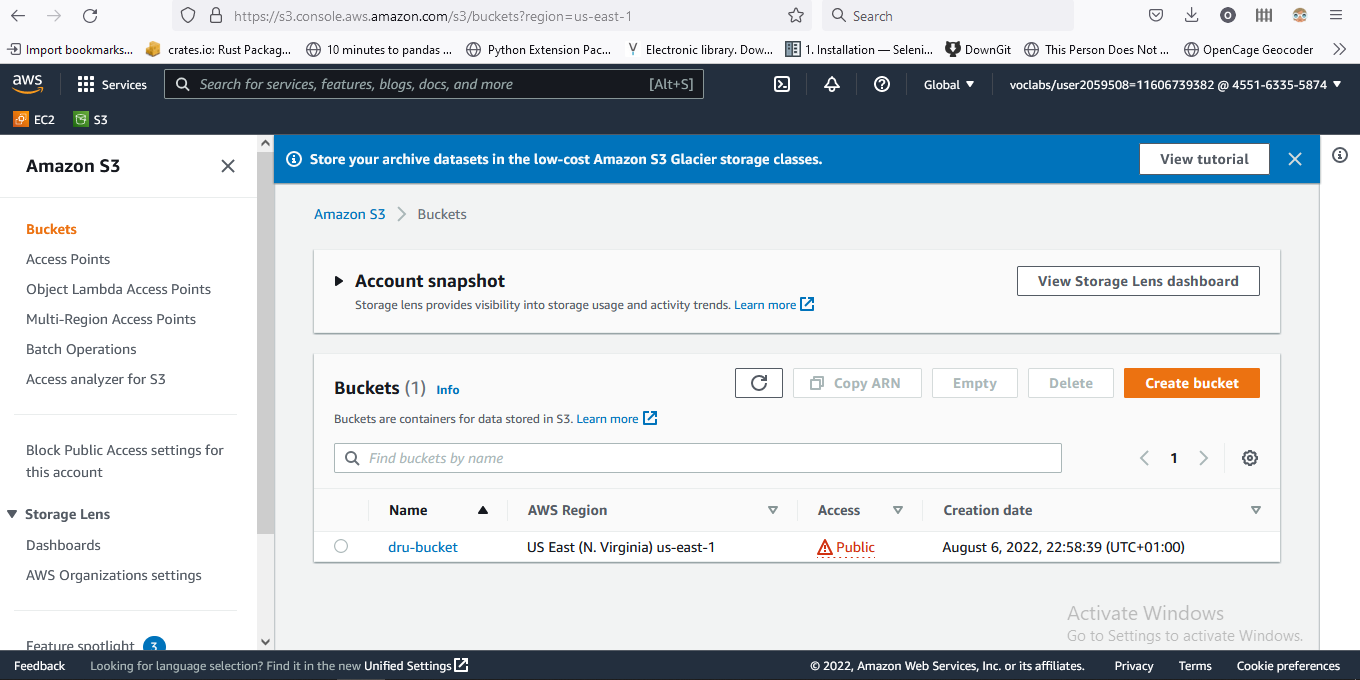 https://s3.console.aws.amazon.com/s3/buckets?region=us-east-1
Search
Import bookmarks...
crates.io: Rust Packag...
10 minutes to pandas ...
Python Extension Pac...
Electronic library. Dow...
1. Installation — Seleni...
DownGit
This Person Does Not ...
OpenCage Geocoder
aws
Services
Search for services, features, blogs, docs, and more
[Alt+S]
Global
voclabs/user2059508=11606739382 @ 4551-6335-5874
EC2
S3
Amazon S3
Buckets
Access Points
Object Lambda Access Points
Multi-Region Access Points
Batch Operations
Access analyzer for S3
Block Public Access settings for
this account
Storage Lens
Dashboards
AWS Organizations settings
Feature spotlight 3
Store your archive datasets in the low-cost Amazon S3 Glacier storage classes.
View tutorial
Amazon S3
Buckets
Account snapshot
Storage lens provides visibility into storage usage and activity trends. Learn more
View Storage Lens dashboard
Buckets (1) Info
Buckets are containers for data stored in S3. Learn more
Copy ARN
Empty
Delete
Create bucket
Find buckets by name
1
Name
AWS Region
Access
Creation date
dru-bucket
US East (N. Virginia) us-east-1
Public
August 6, 2022, 22:58:39 (UTC+01:00)
Activate Windows
Go to Settings to activate Windows.
Feedback
Looking for language selection? Find it in the new Unified Settings
© 2022, Amazon Web Services, Inc. or its affiliates.
Privacy
Terms
Cookie preferences